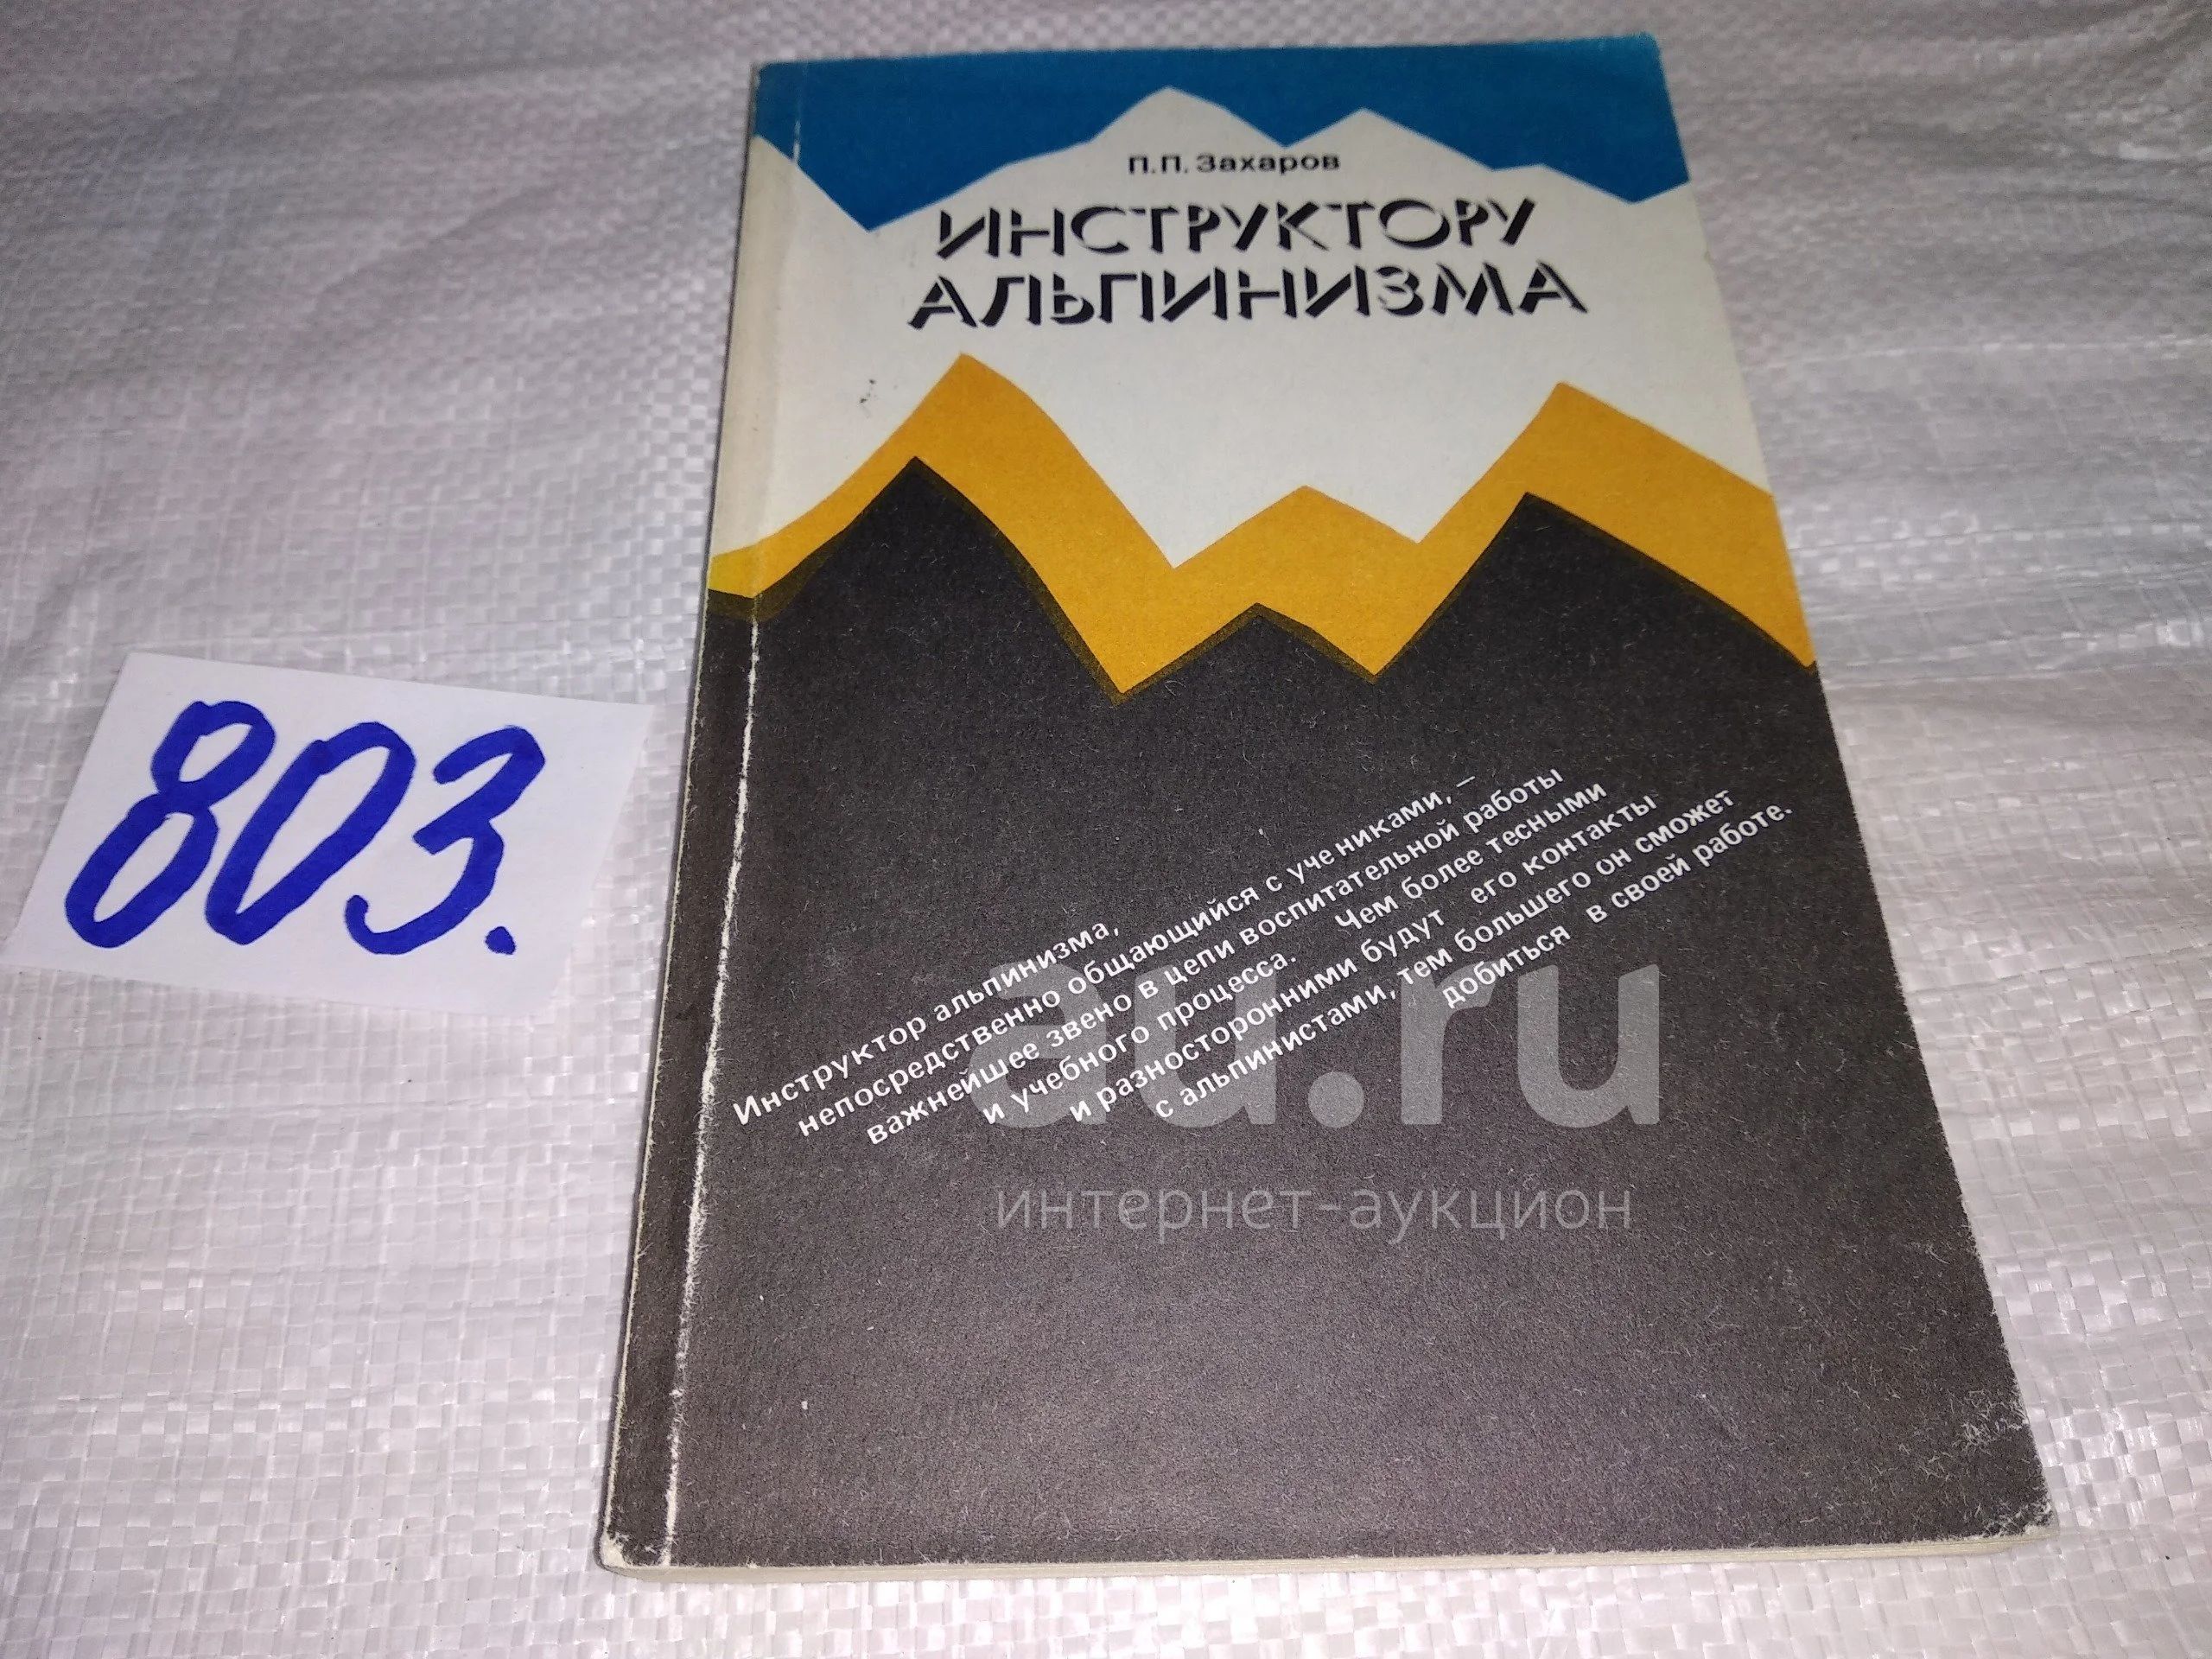 П.П. Захаров
ИНСТРУКТОРУ
АЛЬПИНИЗМА
803.
Инструктор альпинизма,
непосредственно общающийся с уче никами, –
важнейшее звено в цепи воспитательной работы
и учебного процесса. Чем более тесными
и разносторонними будут его контакты
с альпинистами, тем большего он сможет
добиться в своей работе.
au.ru
интернет-аукцион